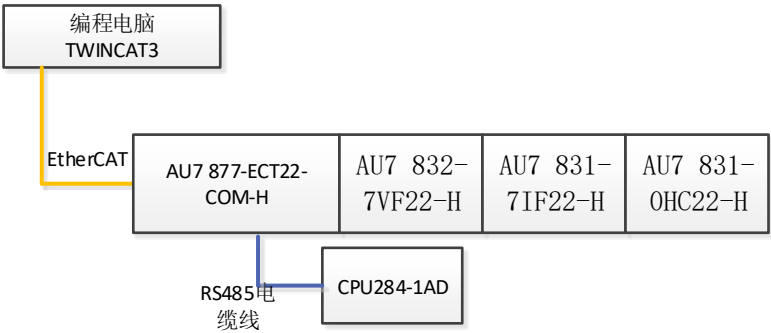 编程电脑
TWINCAT3
EtherCAT
AU7 877-ECT22-
COM-H
AU7 832-
7VF22-H
AU7 831-
7IF22-H
AU7 831-
0HC22-H
RS485电
缆线
CPU284-1AD